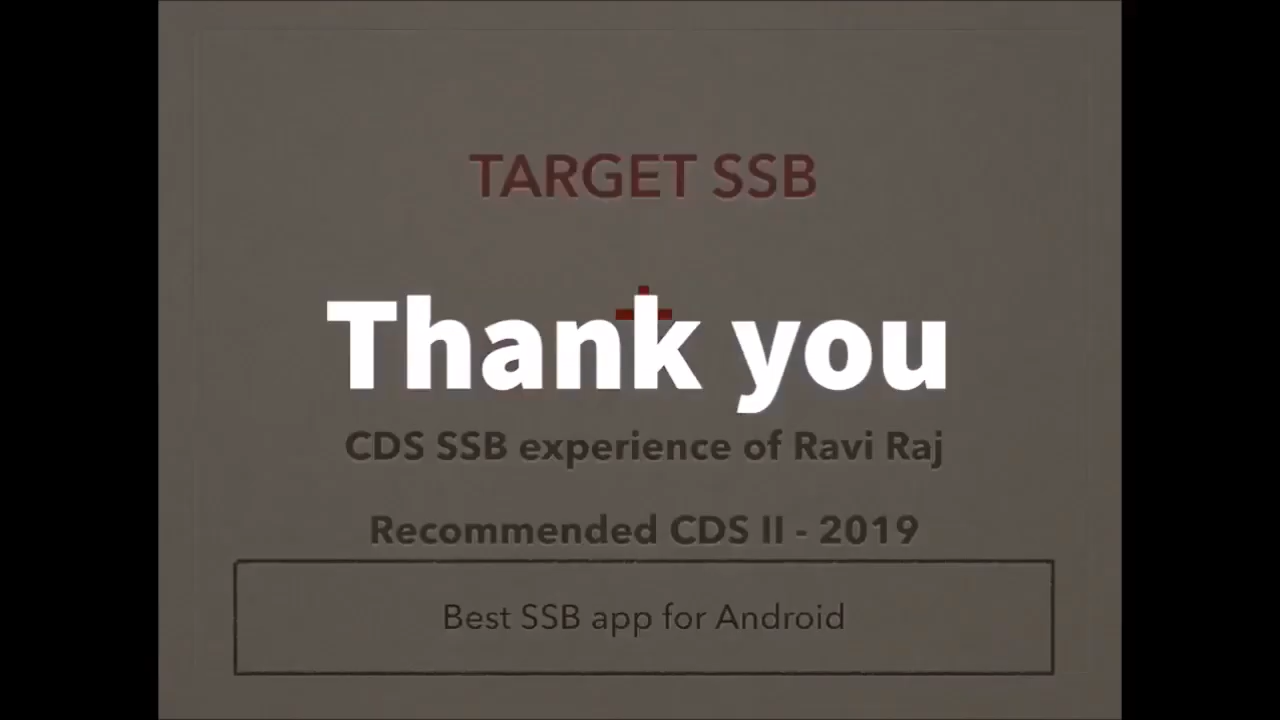 TARGET SSB
Thank you
CDS SSB experience of Ravi Raj
Recommended CDS II - 2019
Best SSB app for Android